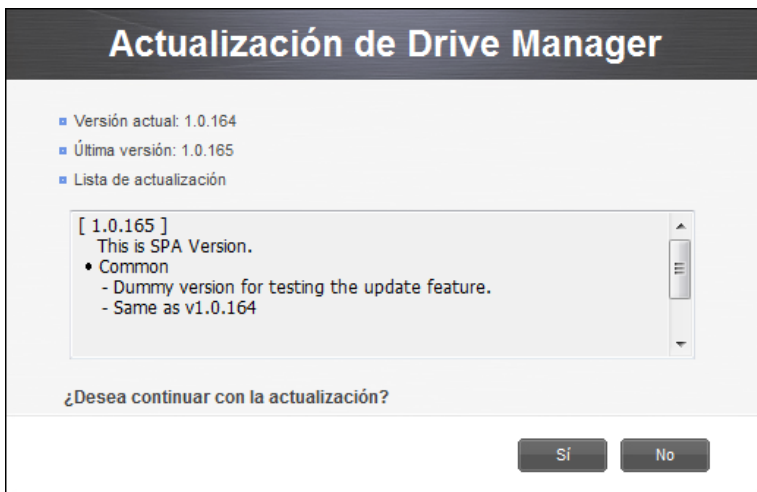 Actualización de Drive Manager
Versión actual: 1.0.164
Última versión: 1.0.165
Lista de actualización
[ 1.0.165 ]
This is SPA Version.
• Common
- Dummy version for testing the update feature.
- Same as v1.0.164
¿Desea continuar con la actualización?
Sí
No